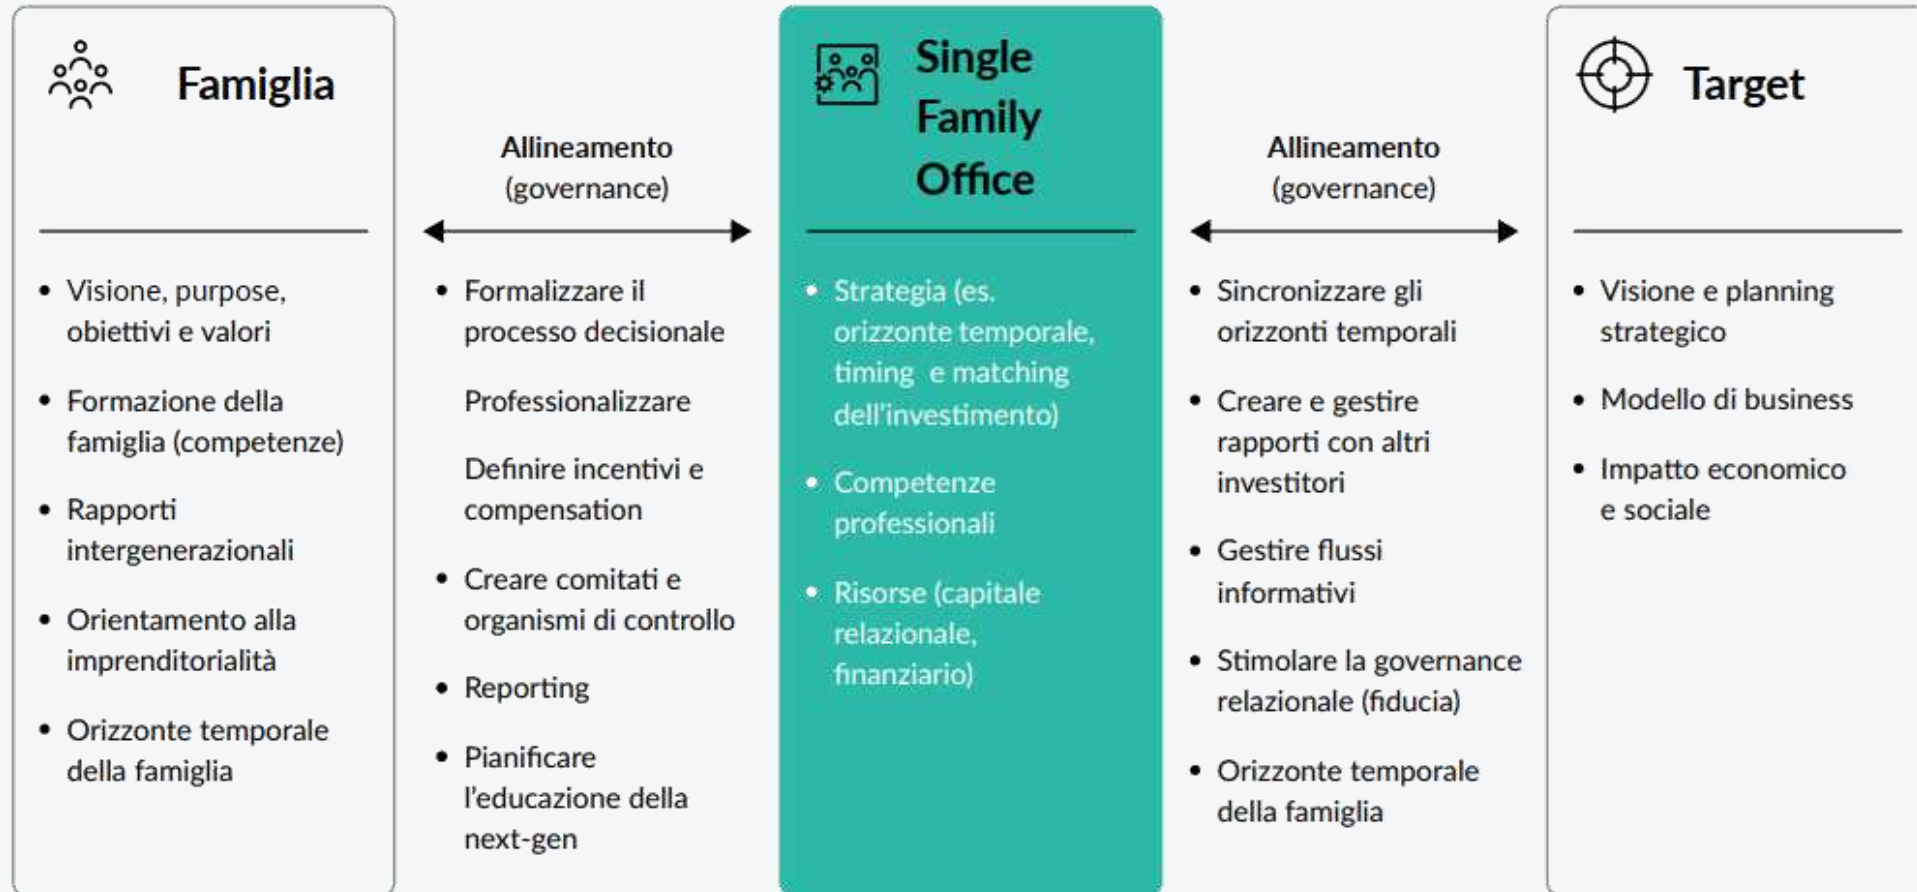 Famiglia
• Visione, purpose,
obiettivi e valori
• Formazione della
famiglia (competenze)
• Rapporti
intergenerazionali
• Orientamento alla
imprenditorialità
• Orizzonte temporale
della famiglia
Allineamento
(governance)
• Formalizzare il
processo decisionale
Professionalizzare
Definire incentivi e
compensation
• Creare comitati e
organismi di controllo
• Reporting
• Pianificare
l'educazione della
next-gen
Single
Family
Office
• Strategia (es.
orizzonte temporale,
timing e matching
dell'investimento)
• Competenze
professionali
• Risorse (capitale
relazionale,
finanziario)
Allineamento
(governance)
• Sincronizzare gli
orizzonti temporali
• Creare e gestire
rapporti con altri
investitori
• Gestire flussi
informativi
• Stimolare la governance
relazionale (fiducia)
• Orizzonte temporale
della famiglia
Target
• Visione e planning
strategico
• Modello di business
• Impatto economico
e sociale